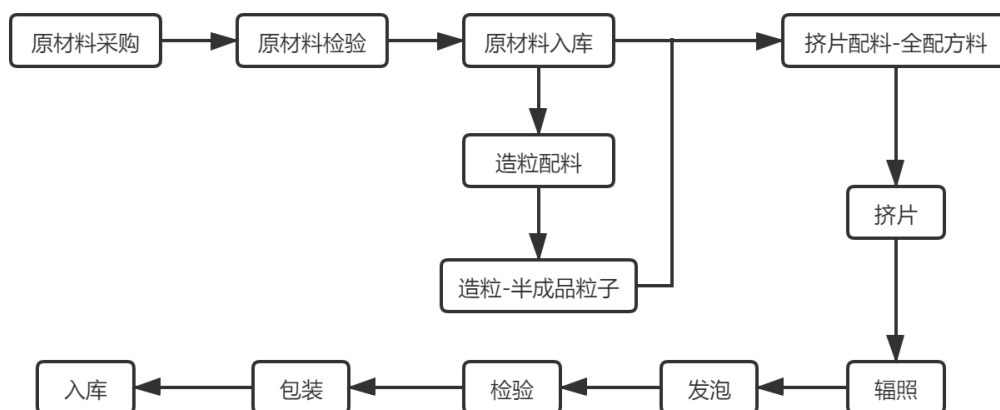 原材料采购
原材料检验
原材料入库
挤片配料-全配方料
造粒配料
挤片
造粒-半成品粒子
入库
包装
检验
发泡
辐照